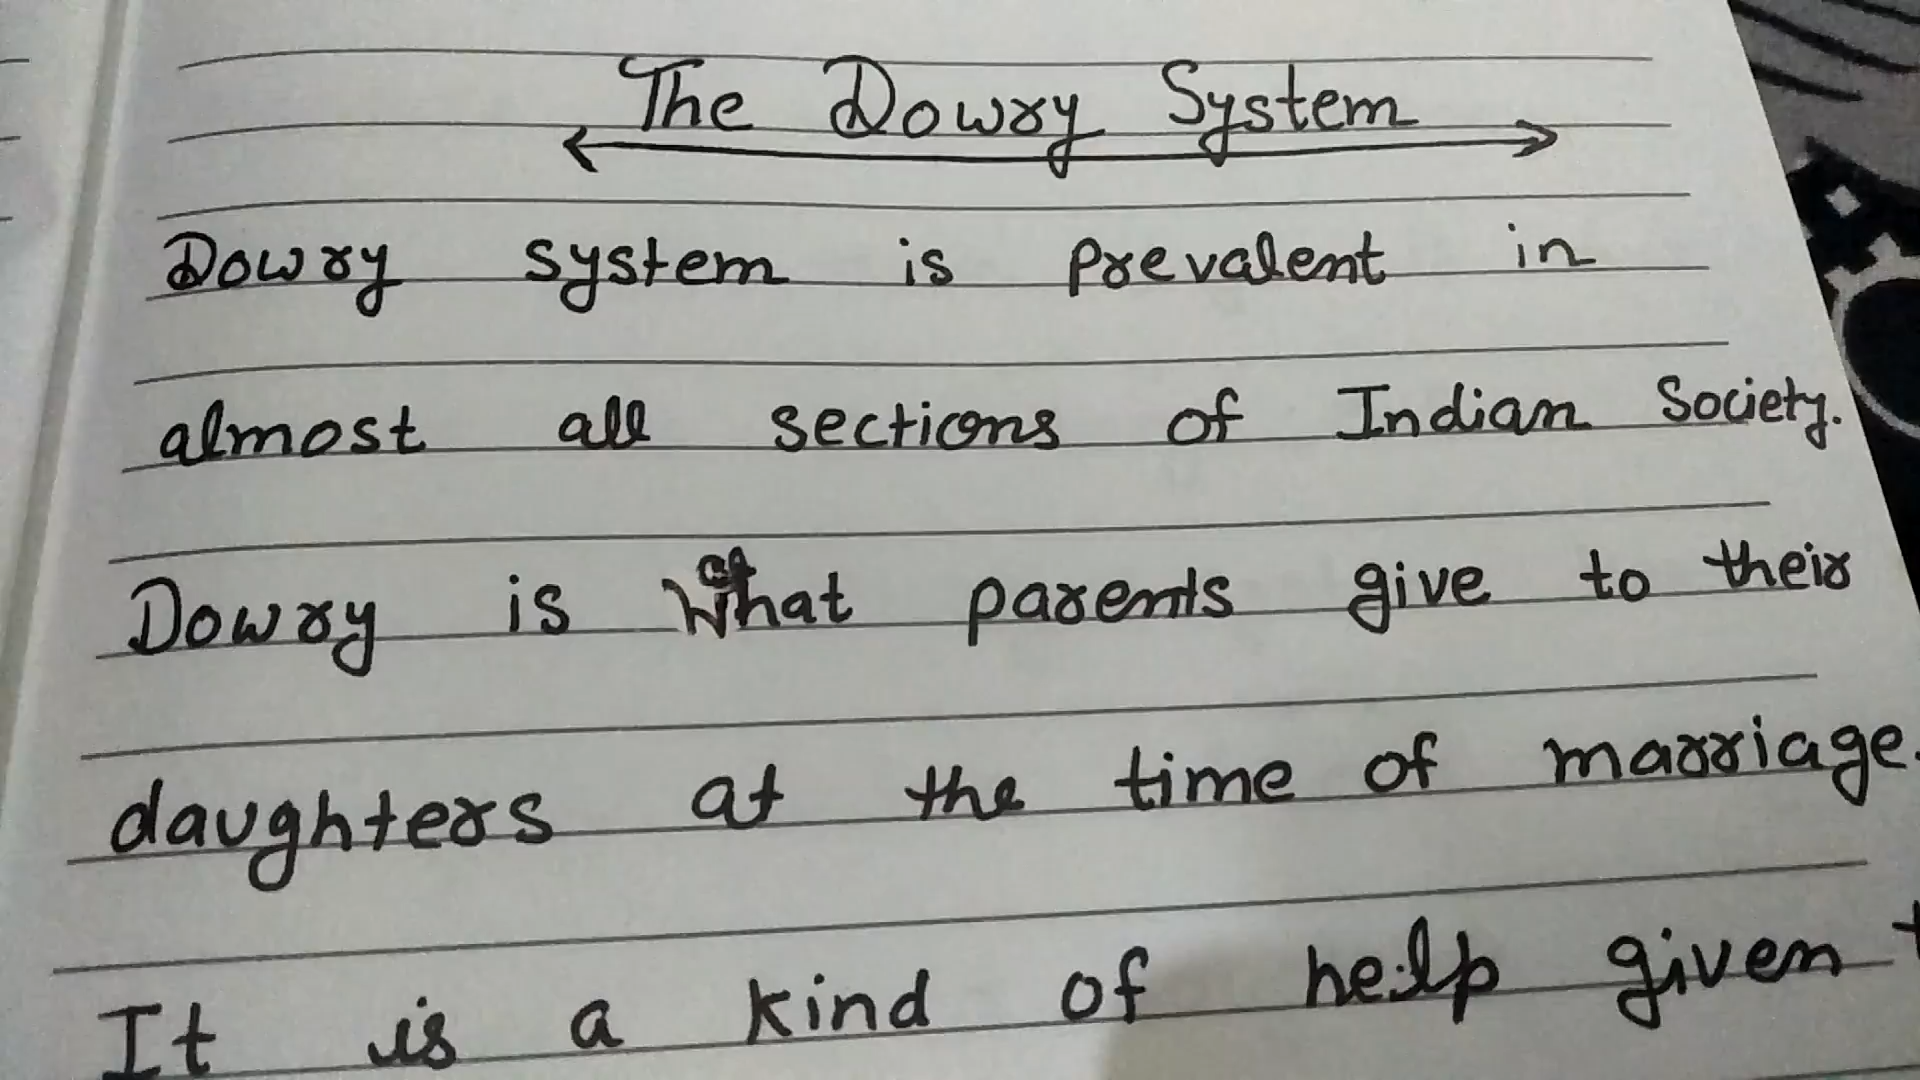 The Dowry System
Dowry system is prevalent in
almost all sections of Indian Society.
Dowry is what parents give to their
daughters at the time of marriage.
It is a kind of help given